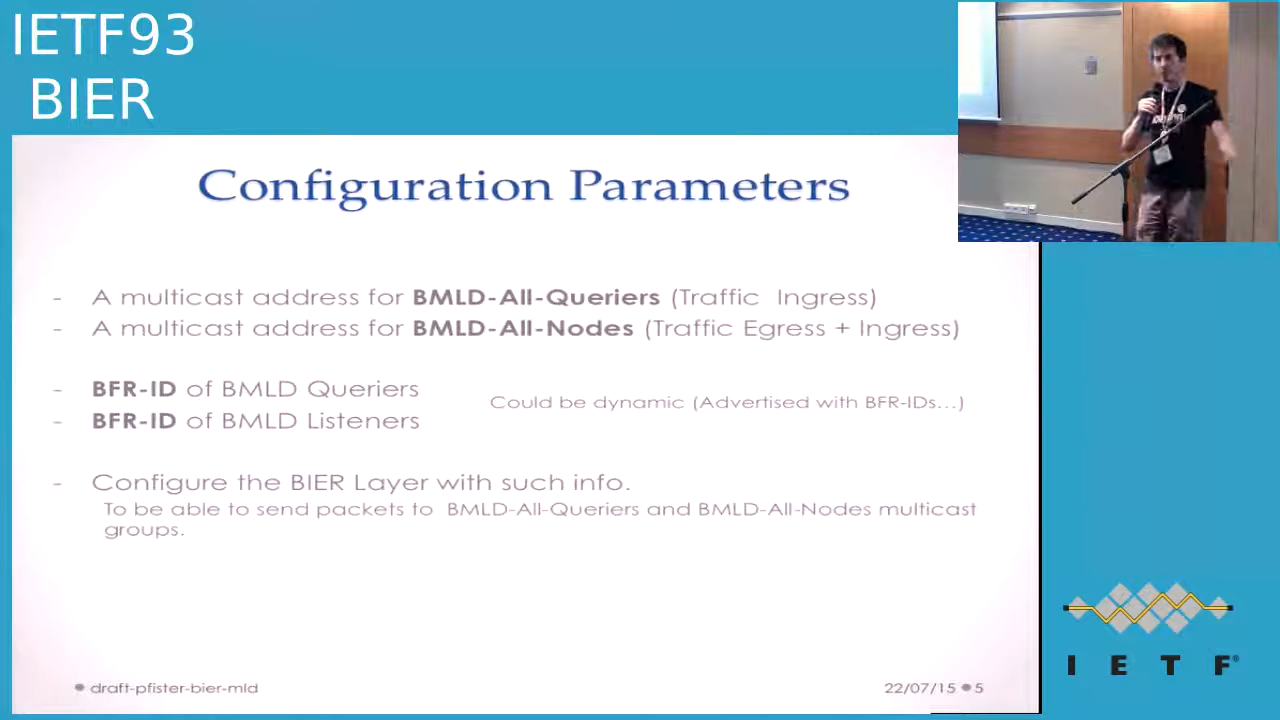 IETF93
BIER
Configuration Parameters
- A multicast address for BMLD-All-Queriers (Traffic Ingress)
- A multicast address for BMLD-All-Nodes (Traffic Egress + Ingress)
- BFR-ID of BMLD Queriers
Could be dynamic (Advertised with BFR-IDs...)
- BFR-ID of BMLD Listeners
- Configure the BIER Layer with such info.
To be able to send packets to BMLD-All-Queriers and BMLD-All-Nodes multicast
groups.
draft-pfister-bier-mld
22/07/15 • 5
I E T F®